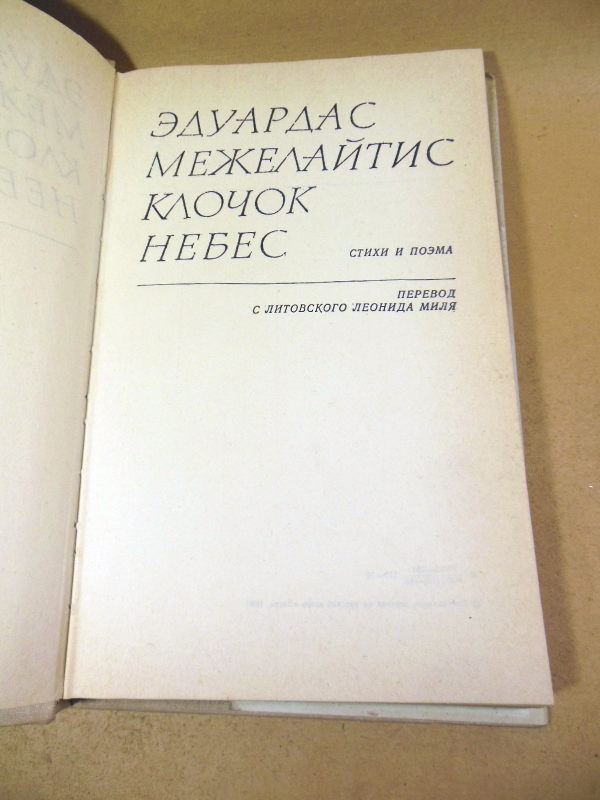 ЭДУАРДАС
МЕЖЕЛАЙТИС
КЛОЧОК
НЕБЕС
СТИХИ И ПОЭМА
ПЕРЕВОД
С ЛИТОВСКОГО ЛЕОНИДА МИЛЯ